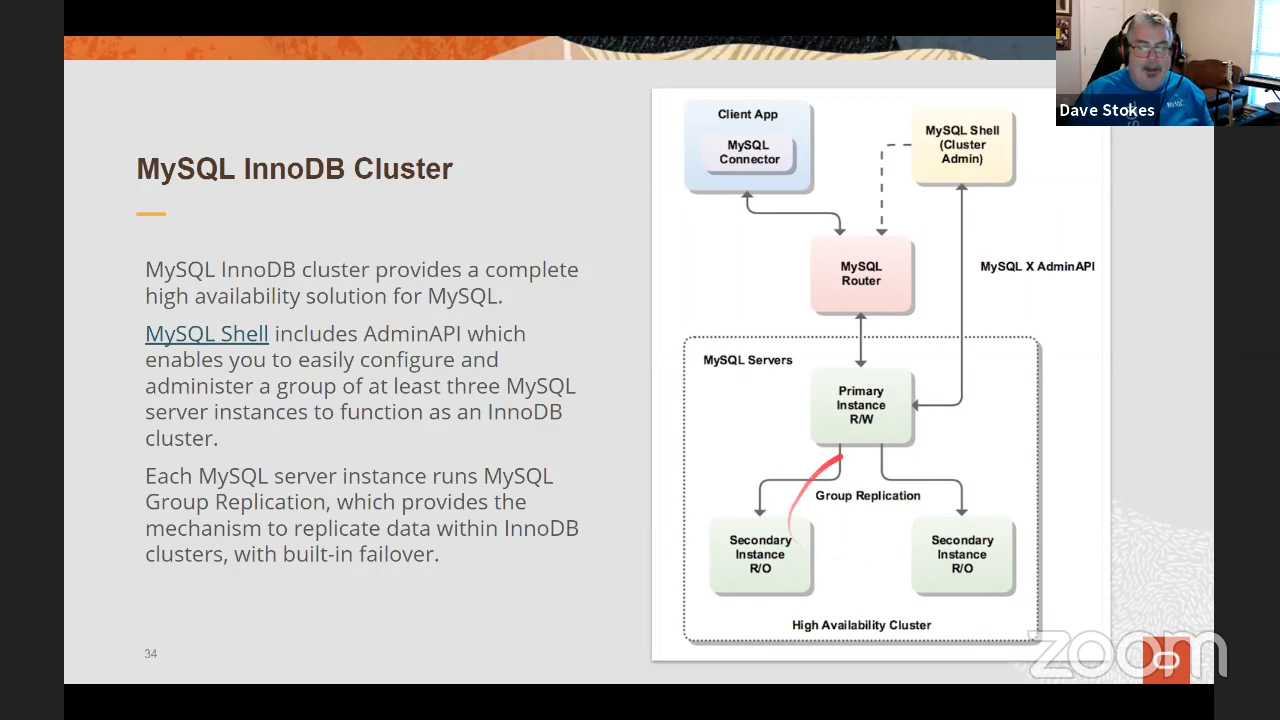 Dave Stokes
MySQL InnoDB Cluster
MySQL InnoDB cluster provides a complete
high availability solution for MySQL.
MySQL Shell includes AdminAPI which
enables you to easily configure and
administer a group of at least three MySQL
server instances to function as an InnoDB
cluster.
Each MySQL server instance runs MySQL
Group Replication, which provides the
mechanism to replicate data within InnoDB
clusters, with built-in failover.
34
Client App
MySQL
Connector
MySQL Shell
(Cluster
Admin)
MySQL
Router
MySQL X AdminAPI
MySQL Servers
Primary
Instance
R/W
Group Replication
Secondary
Instance
R/O
Secondary
Instance
R/O
High Availability Cluster
zoom